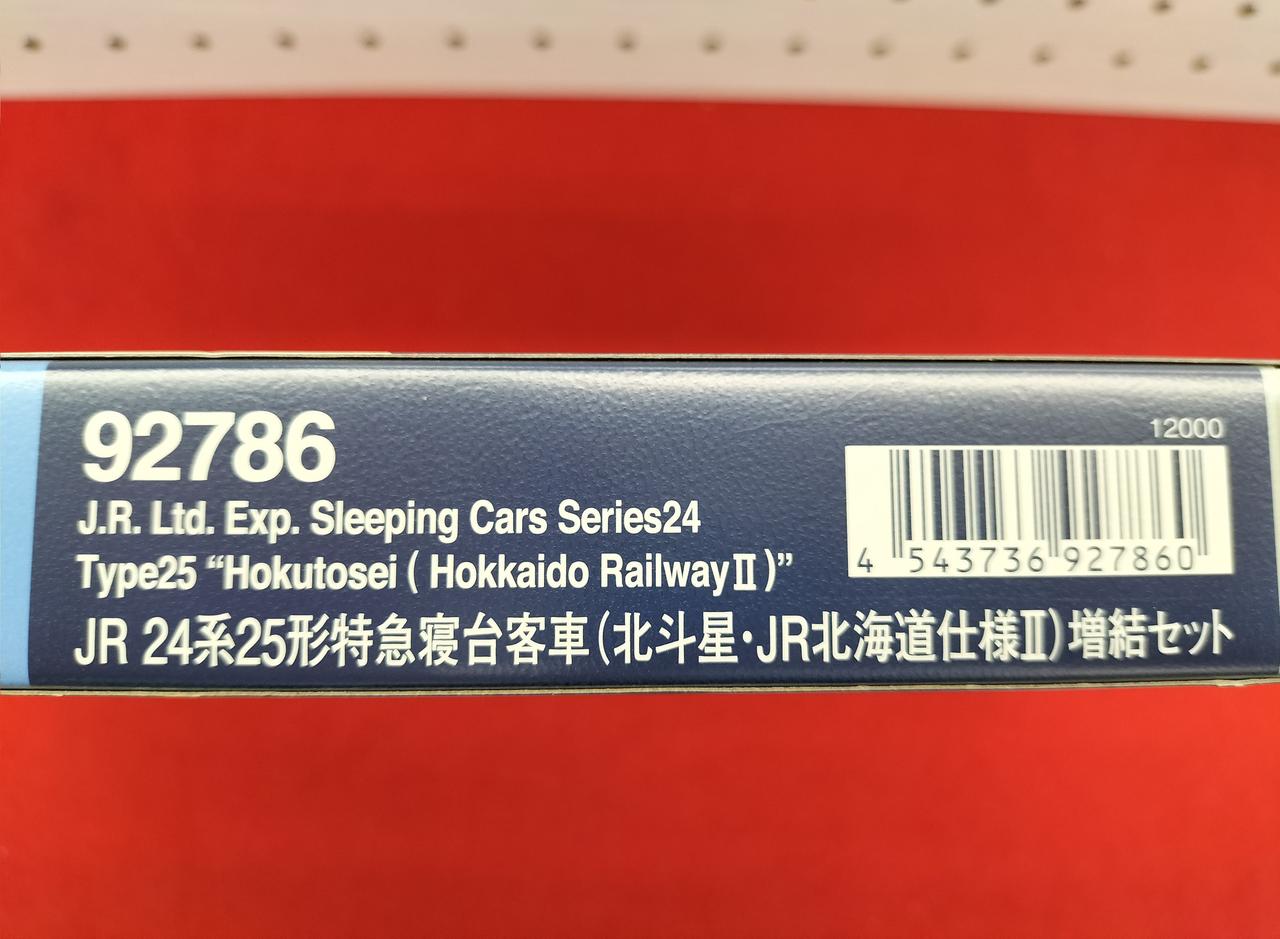 92786
J.R. Ltd. Exp. Sleeping Cars Series24
Type25 “Hokutosei ( Hokkaido RailwayⅡ)”
JR 24系25形特急寝台客車(北斗星・JR北海道仕様Ⅱ)増結セット
12000
4 543736 927860